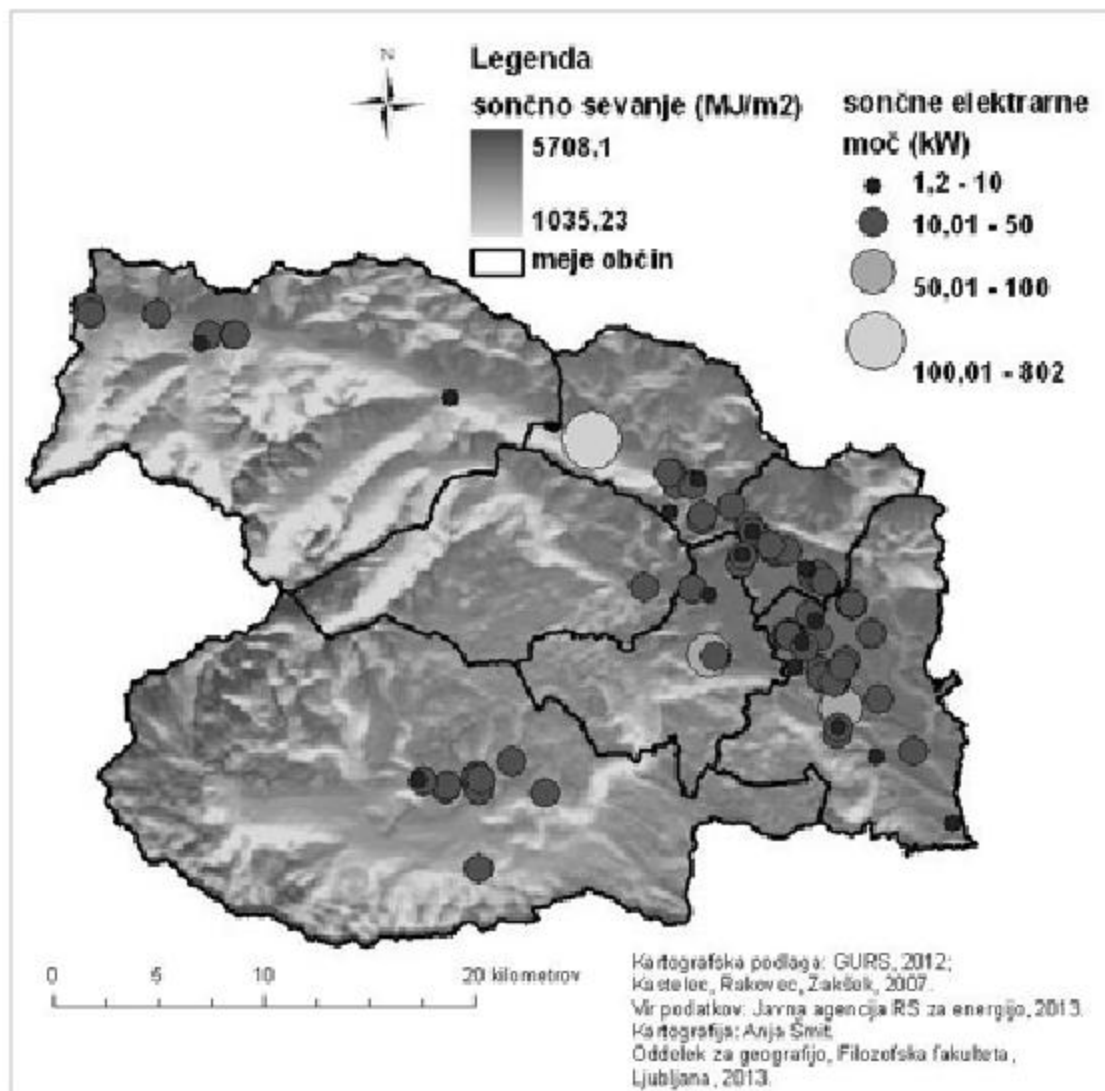 N
Legenda
sončno sevanje (MJ/m2)
5708,1
1035,23
meje občin
sončne elektrarne
moč (kW)
1,2 - 10
10,01 - 50
50,01 - 100
100,01 - 802
0 5 10 20 kilometrov
Kartografska podlaga: GURS, 2012;
Kastelec, Rakovec, Zakšek, 2007.
Vir podatkov: Javna agencija RS za energijo, 2013.
Kartografija: Anja Šmit,
Oddelek za geografijo, Filozofska fakulteta,
Ljubljana, 2013.